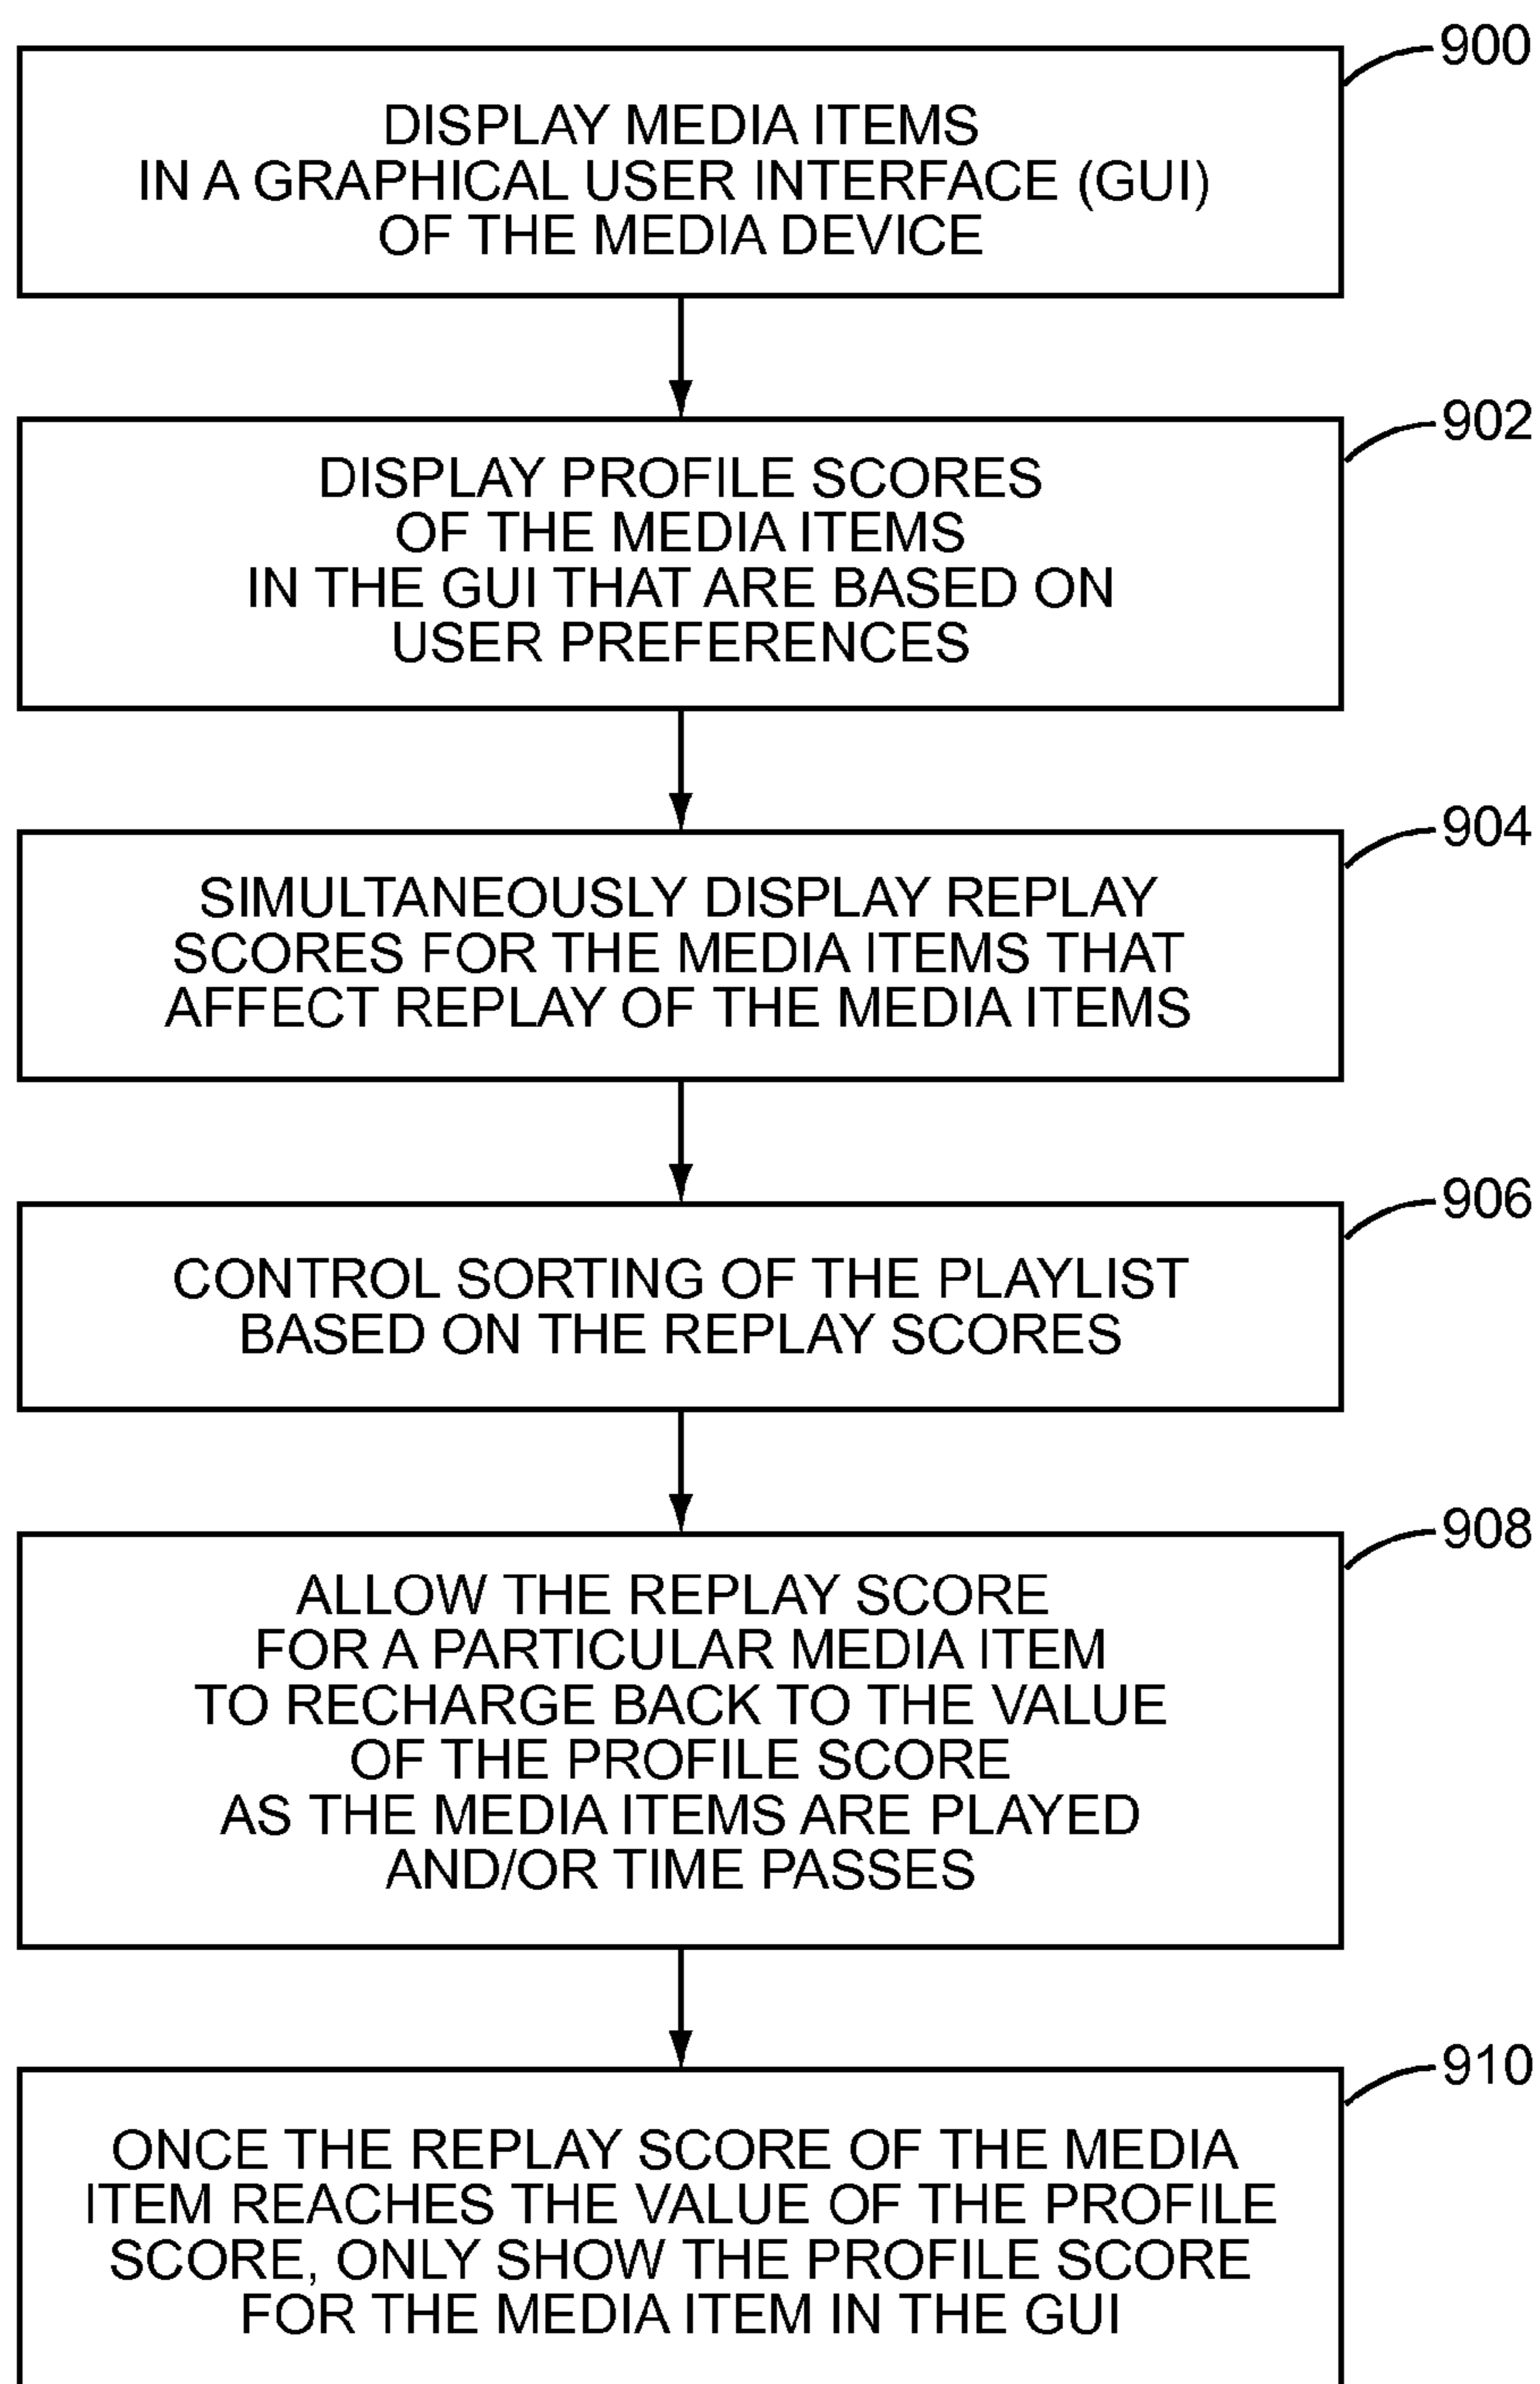 900
DISPLAY MEDIA ITEMS
IN A GRAPHICAL USER INTERFACE (GUI)
OF THE MEDIA DEVICE
902
DISPLAY PROFILE SCORES
OF THE MEDIA ITEMS
IN THE GUI THAT ARE BASED ON
USER PREFERENCES
904
SIMULTANEOUSLY DISPLAY REPLAY
SCORES FOR THE MEDIA ITEMS THAT
AFFECT REPLAY OF THE MEDIA ITEMS
906
CONTROL SORTING OF THE PLAYLIST
BASED ON THE REPLAY SCORES
908
ALLOW THE REPLAY SCORE
FOR A PARTICULAR MEDIA ITEM
TO RECHARGE BACK TO THE VALUE
OF THE PROFILE SCORE
AS THE MEDIA ITEMS ARE PLAYED
AND/OR TIME PASSES
910
ONCE THE REPLAY SCORE OF THE MEDIA
ITEM REACHES THE VALUE OF THE PROFILE
SCORE, ONLY SHOW THE PROFILE SCORE
FOR THE MEDIA ITEM IN THE GUI